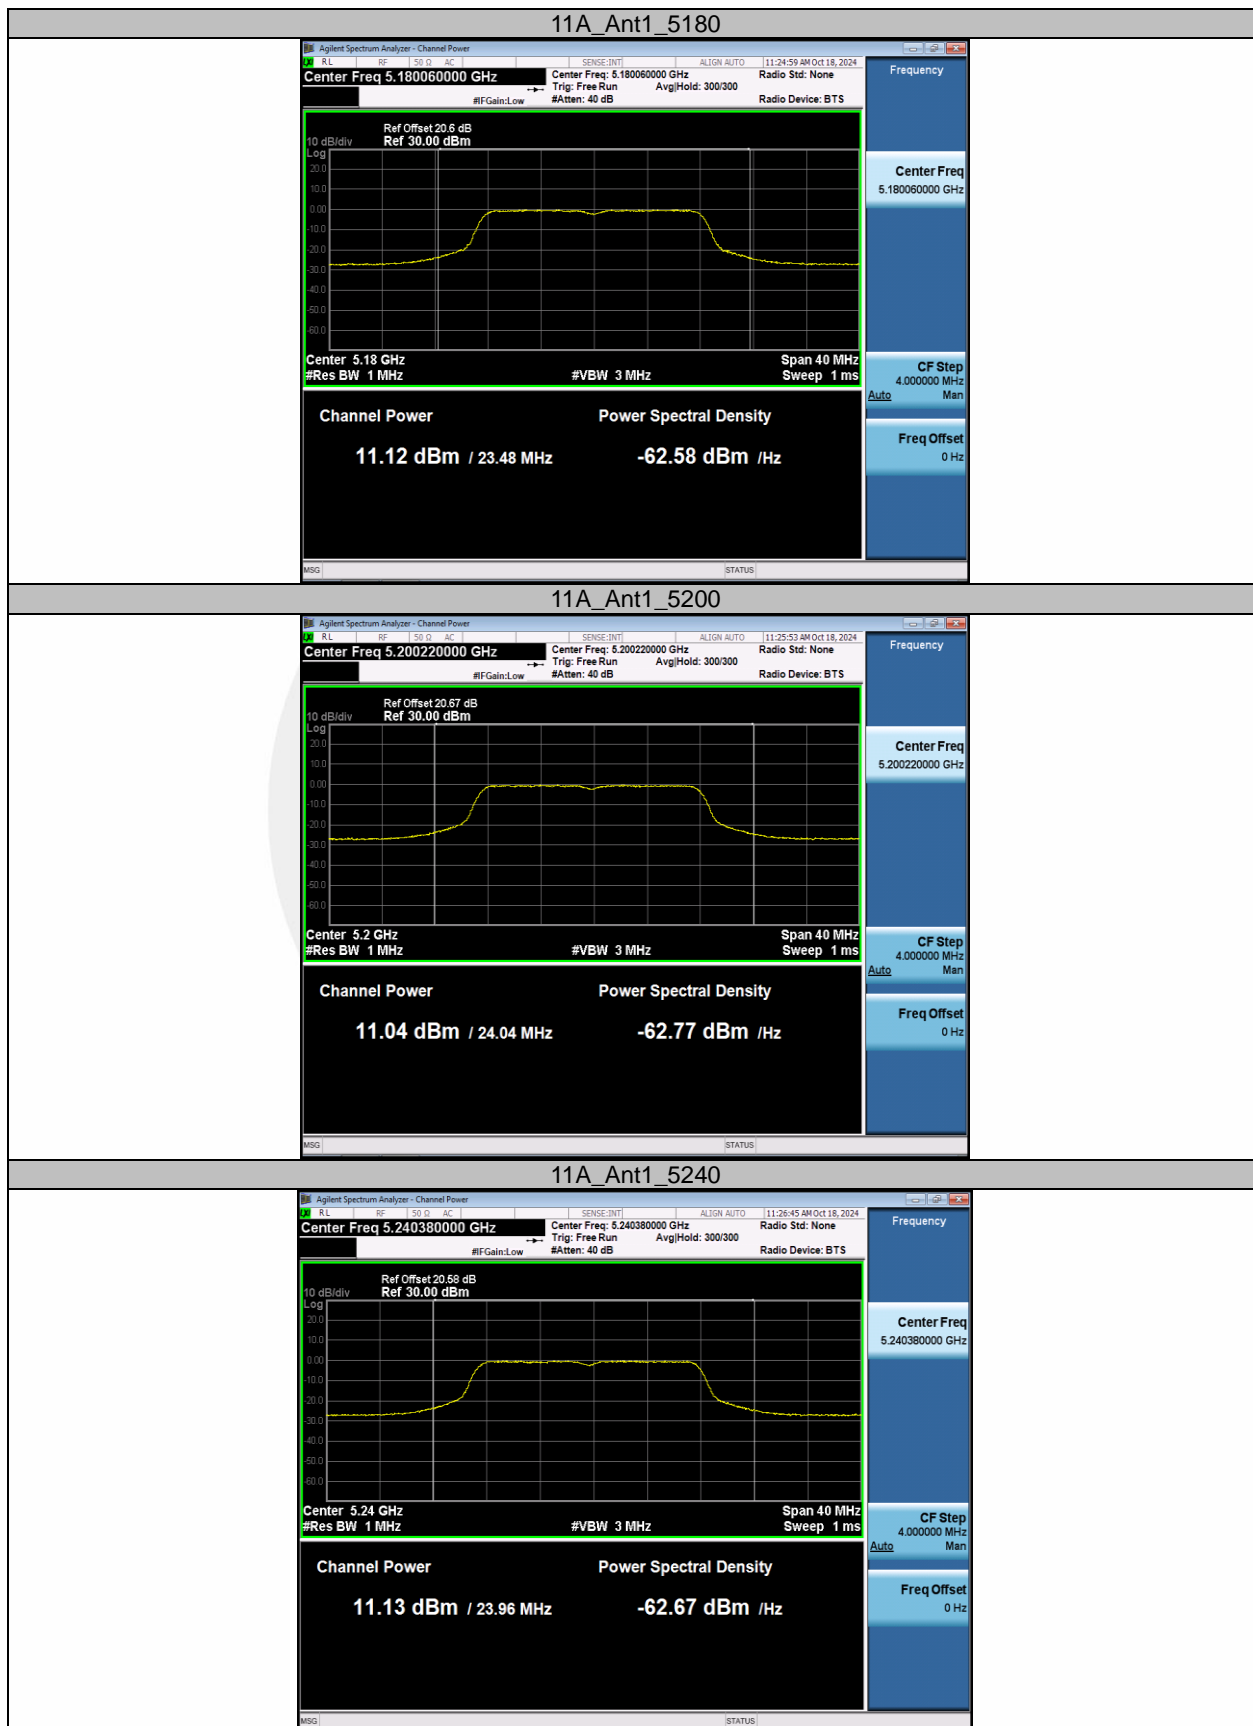 11A_Ant1_5180
Agilent Spectrum Analyzer - Channel Power
LXI RL RF 50 Ω AC SENSE:INT ALIGN AUTO 11:24:59 AM Oct 18, 2024
Center Freq 5.180060000 GHz Center Freq: 5.180060000 GHz Radio Std: None
Trig: Free Run Avg|Hold: 300/300
#IFGain:Low #Atten: 40 dB Radio Device: BTS
Frequency
Ref Offset 20.6 dB
10 dB/div Ref 30.00 dBm
Log
20.0
10.0
0.00
-10.0
-20.0
-30.0
-40.0
-50.0
-60.0
Center 5.18 GHz Span 40 MHz
#Res BW 1 MHz #VBW 3 MHz Sweep 1 ms
Channel Power Power Spectral Density
11.12 dBm / 23.48 MHz -62.58 dBm /Hz
Center Freq
5.180060000 GHz
CF Step
4.000000 MHz
Auto Man
Freq Offset
0 Hz
MSG STATUS
11A_Ant1_5200
Agilent Spectrum Analyzer - Channel Power
LXI RL RF 50 Ω AC SENSE:INT ALIGN AUTO 11:25:53 AM Oct 18, 2024
Center Freq 5.200220000 GHz Center Freq: 5.200220000 GHz Radio Std: None
Trig: Free Run Avg|Hold: 300/300
#IFGain:Low #Atten: 40 dB Radio Device: BTS
Frequency
Ref Offset 20.67 dB
10 dB/div Ref 30.00 dBm
Log
20.0
10.0
0.00
-10.0
-20.0
-30.0
-40.0
-50.0
-60.0
Center 5.2 GHz Span 40 MHz
#Res BW 1 MHz #VBW 3 MHz Sweep 1 ms
Channel Power Power Spectral Density
11.04 dBm / 24.04 MHz -62.77 dBm /Hz
Center Freq
5.200220000 GHz
CF Step
4.000000 MHz
Auto Man
Freq Offset
0 Hz
MSG STATUS
11A_Ant1_5240
Agilent Spectrum Analyzer - Channel Power
LXI RL RF 50 Ω AC SENSE:INT ALIGN AUTO 11:26:45 AM Oct 18, 2024
Center Freq 5.240380000 GHz Center Freq: 5.240380000 GHz Radio Std: None
Trig: Free Run Avg|Hold: 300/300
#IFGain:Low #Atten: 40 dB Radio Device: BTS
Frequency
Ref Offset 20.58 dB
10 dB/div Ref 30.00 dBm
Log
20.0
10.0
0.00
-10.0
-20.0
-30.0
-40.0
-50.0
-60.0
Center 5.24 GHz Span 40 MHz
#Res BW 1 MHz #VBW 3 MHz Sweep 1 ms
Channel Power Power Spectral Density
11.13 dBm / 23.96 MHz -62.67 dBm /Hz
Center Freq
5.240380000 GHz
CF Step
4.000000 MHz
Auto Man
Freq Offset
0 Hz
MSG STATUS